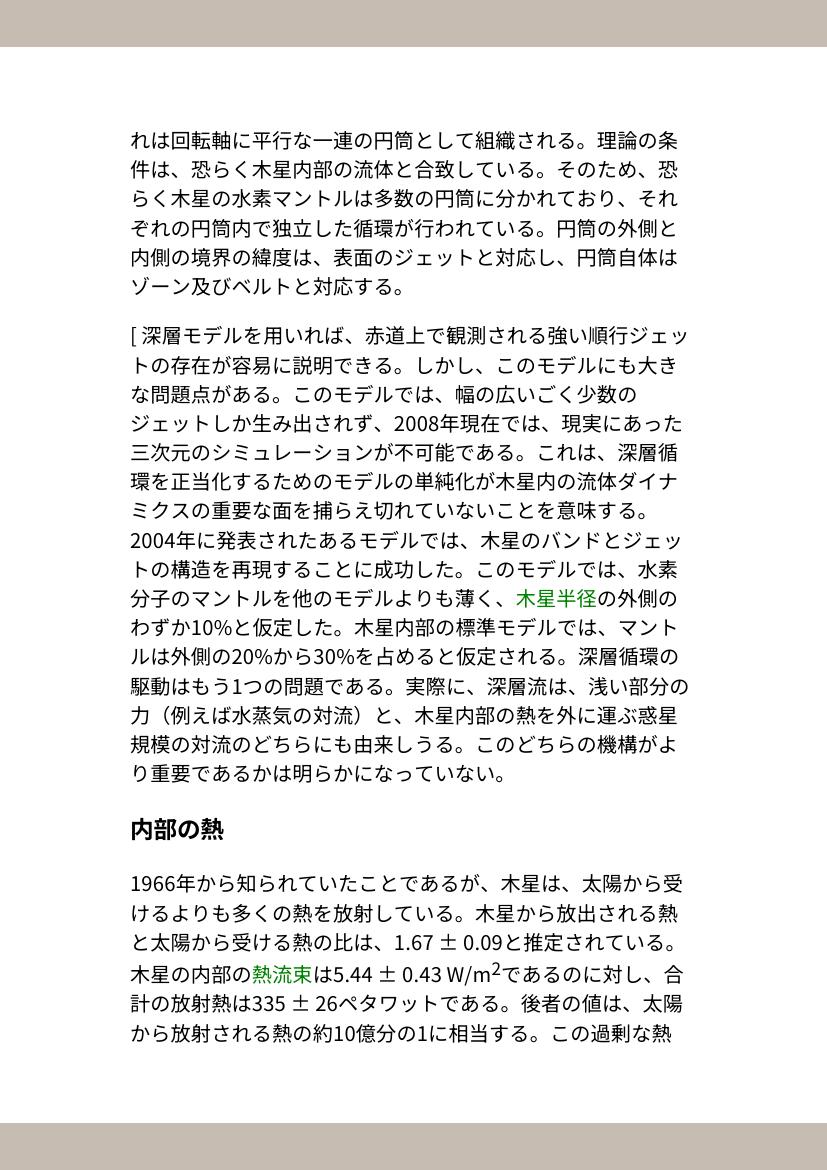 れは回転軸に平行な一連の円筒として組織される。理論の条
件は、恐らく木星内部の流体と合致している。そのため、恐
らく木星の水素マントルは多数の円筒に分かれており、それ
ぞれの円筒内で独立した循環が行われている。円筒の外側と
内側の境界の緯度は、表面のジェットと対応し、円筒自体は
ゾーン及びベルトと対応する。
[ 深層モデルを用いれば、赤道上で観測される強い順行ジェッ
トの存在が容易に説明できる。しかし、このモデルにも大き
な問題点がある。このモデルでは、幅の広いごく少数の
ジェットしか生み出されず、2008年現在では、現実にあった
三次元のシミュレーションが不可能である。これは、深層循
環を正当化するためのモデルの単純化が木星内の流体ダイナ
ミクスの重要な面を捕らえ切れていないことを意味する。
2004年に発表されたあるモデルでは、木星のバンドとジェッ
トの構造を再現することに成功した。このモデルでは、水素
分子のマントルを他のモデルよりも薄く、木星半径の外側の
わずか10%と仮定した。木星内部の標準モデルでは、マント
ルは外側の20%から30%を占めると仮定される。深層循環の
駆動はもう1つの問題である。実際に、深層流は、浅い部分の
力（例えば水蒸気の対流）と、木星内部の熱を外に運ぶ惑星
規模の対流のどちらにも由来しうる。このどちらの機構がよ
り重要であるかは明らかになっていない。
内部の熱
1966年から知られていたことであるが、木星は、太陽から受
けるよりも多くの熱を放射している。木星から放出される熱
と太陽から受ける熱の比は、1.67 ± 0.09と推定されている。
木星の内部の熱流束は5.44 ± 0.43 W/m²であるのに対し、合
計の放射熱は335 ± 26ペタワットである。後者の値は、太陽
から放射される熱の約10億分の1に相当する。この過剰な熱